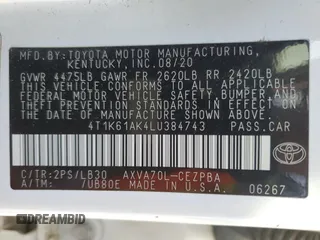 MFD.BY:TOYOTA MOTOR MANUFACTURING,
KENTUCKY,INC.08/20
GVWR 4475LB GAWR FR 2620LB RR 2420LB
THIS VEHICLE CONFORMS TO ALL APPLICABLE
FEDERAL MOTOR VEHICLE SAFETY, BUMPER, AND
THEFT PREVENTION STANDARDS IN EFFECT ON
THE DATE OF MANUFACTURE SHOWN ABOVE.
4T1K61AK4LU384743 PASS.CAR
C/TR:2PS/LB30 AXVA70L-CEZPBA
A/TM: /UB80E MADE IN U.S.A.
TOYOTA
06267